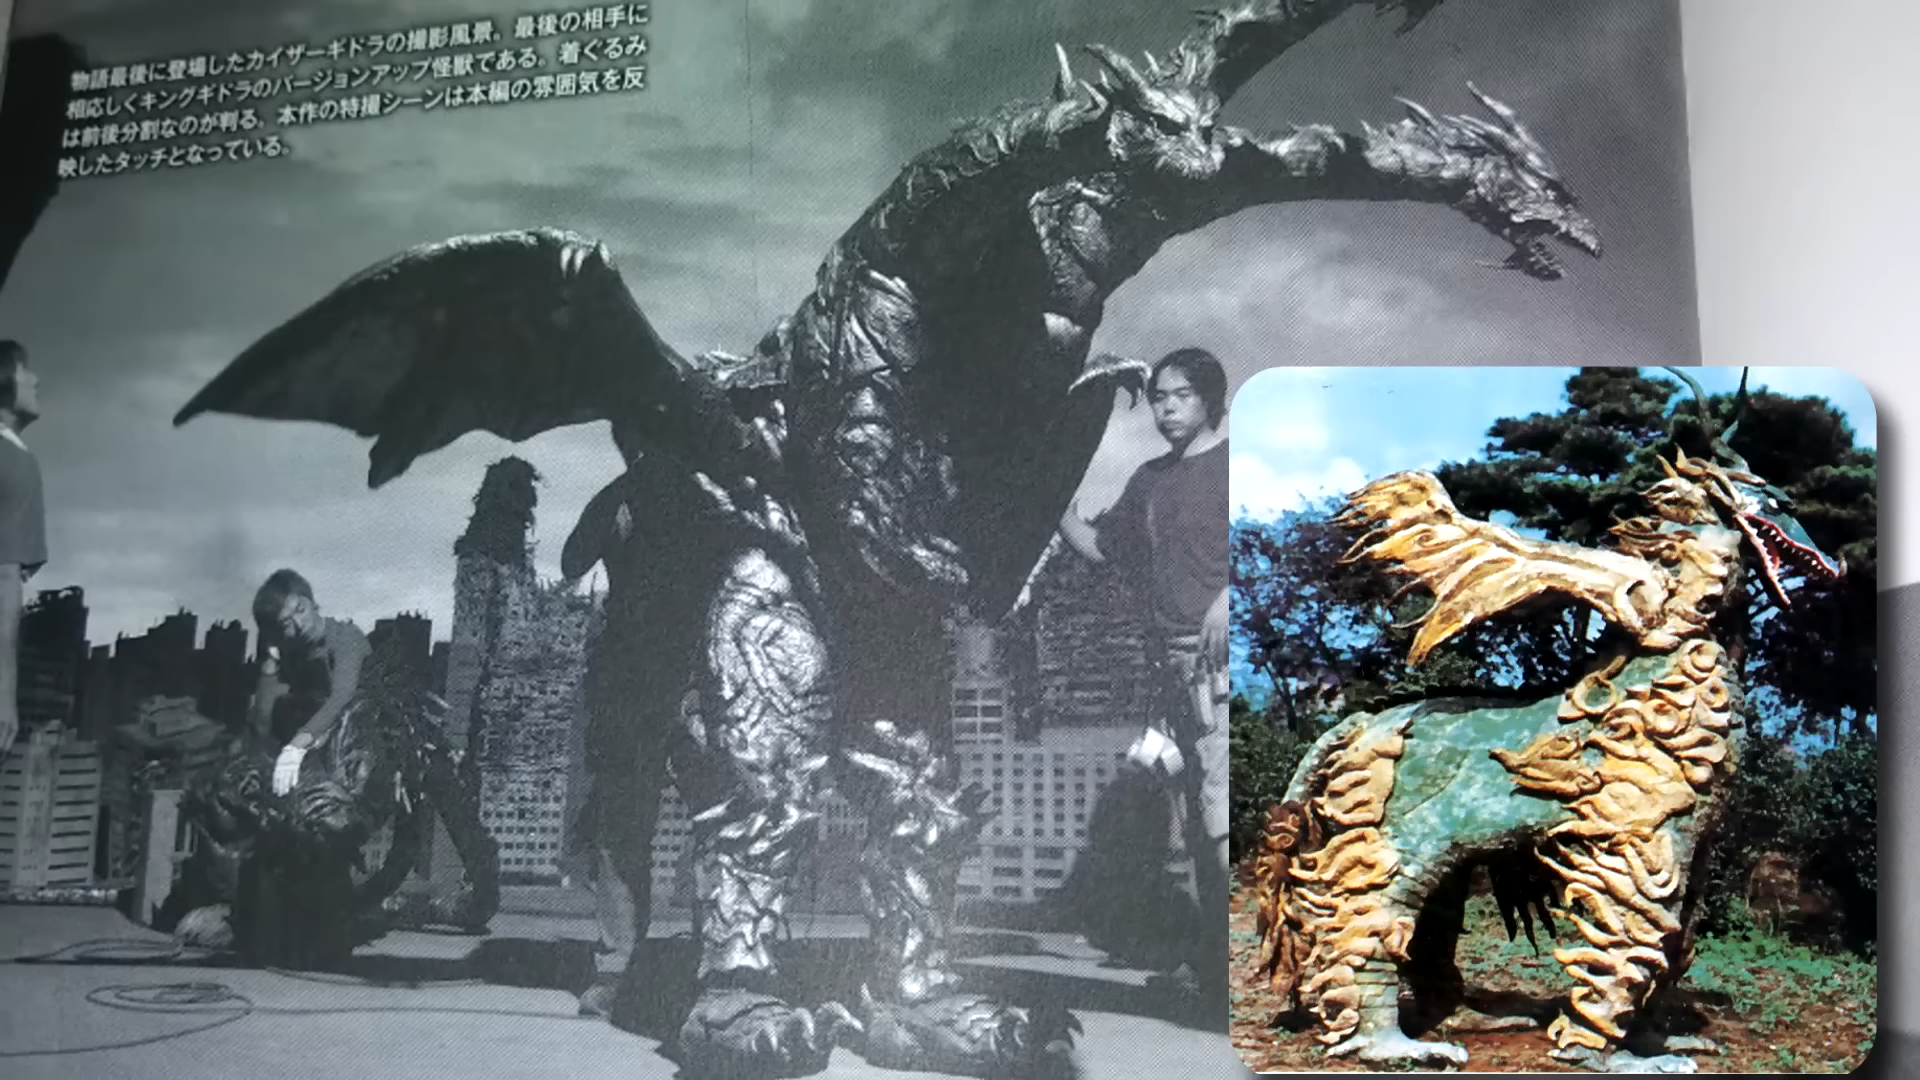 物語最後に登場したカイザーギドラの撮影風景。最後の相手に
相応しくキングギドラのバージョンアップ怪獣である。着ぐるみ
は前後分割なのが判る。本作の特撮シーンは本編の雰囲気を反
映したタッチとなっている。